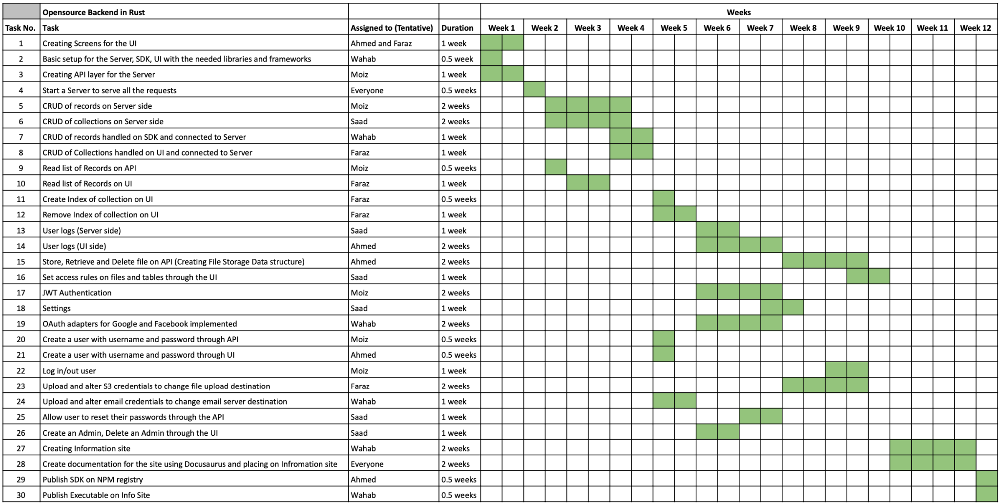 Opensource Backend in Rust Weeks
Task No. Task Assigned to (Tentative) Duration Week 1 Week 2 Week 3 Week 4 Week 5 Week 6 Week 7 Week 8 Week 9 Week 10 Week 11 Week 12
1 Creating Screens for the UI Ahmed and Faraz 1 week
2 Basic setup for the Server, SDK, UI with the needed libraries and frameworks Wahab 0.5 week
3 Creating API layer for the Server Moiz 1 week
4 Start a Server to serve all the requests Everyone 0.5 weeks
5 CRUD of records on Server side Moiz 2 weeks
6 CRUD of collections on Server side Saad 2 weeks
7 CRUD of records handled on SDK and connected to Server Wahab 1 week
8 CRUD of Collections handled on UI and connected to Server Faraz 1 week
9 Read list of Records on API Moiz 0.5 weeks
10 Read list of Records on UI Faraz 1 week
11 Create Index of collection on UI Faraz 0.5 weeks
12 Remove Index of collection on UI Faraz 1 week
13 User logs (Server side) Saad 1 week
14 User logs (UI side) Ahmed 2 weeks
15 Store, Retrieve and Delete file on API (Creating File Storage Data structure) Ahmed 2 weeks
16 Set access rules on files and tables through the UI Saad 1 week
17 JWT Authentication Moiz 2 weeks
18 Settings Saad 1 week
19 OAuth adapters for Google and Facebook implemented Wahab 2 weeks
20 Create a user with username and password through API Moiz 0.5 weeks
21 Create a user with username and password through UI Ahmed 0.5 weeks
22 Log in/out user Moiz 1 week
23 Upload and alter S3 credentials to change file upload destination Faraz 2 weeks
24 Upload and alter email credentials to change email server destination Wahab 1 week
25 Allow user to reset their passwords through the API Saad 1 week
26 Create an Admin, Delete an Admin through the UI Saad 1 week
27 Creating Information site Wahab 2 weeks
28 Create documentation for the site using Docusaurus and placing on Infromation site Everyone 2 weeks
29 Publish SDK on NPM registry Ahmed 0.5 weeks
30 Publish Executable on Info Site Wahab 0.5 weeks